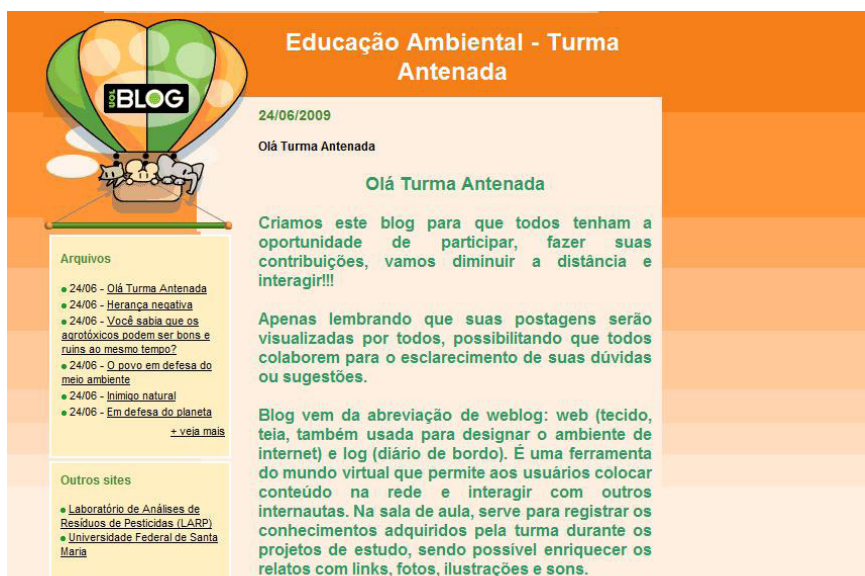 Educação Ambiental - Turma
Antenada
UOL
BLOG
24/06/2009
Olá Turma Antenada
Olá Turma Antenada
Criamos este blog para que todos tenham a
oportunidade de participar, fazer suas
contribuições, vamos diminuir a distância e
interagir!!!
Apenas lembrando que suas postagens serão
visualizadas por todos, possibilitando que todos
colaborem para o esclarecimento de suas dúvidas
ou sugestões.
Blog vem da abreviação de weblog: web (tecido,
teia, também usada para designar o ambiente de
internet) e log (diário de bordo). É uma ferramenta
do mundo virtual que permite aos usuários colocar
conteúdo na rede e interagir com outros
internautas. Na sala de aula, serve para registrar os
conhecimentos adquiridos pela turma durante os
projetos de estudo, sendo possível enriquecer os
relatos com links, fotos, ilustrações e sons.
Arquivos
24/06 - Olá Turma Antenada
24/06 - Herança negativa
24/06 - Você sabia que os
agrotóxicos podem ser bons e
ruins ao mesmo tempo?
24/06 - O povo em defesa do
meio ambiente
24/06 - Inimigo natural
24/06 - Em defesa do planeta
+ veja mais
Outros sites
Laboratório de Análises de
Resíduos de Pesticidas (LARP)
Universidade Federal de Santa
Maria